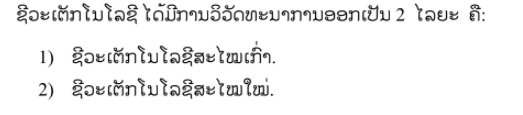 ຊີວະເຕັກໂນໂລຊີ ໄດ້ມີການວິວັດທະນາການອອກເປັນ 2 ໄລຍະ ຄື:
1) ຊີວະເຕັກໂນໂລຊີສະໄໝເກົ່າ.
2) ຊີວະເຕັກໂນໂລຊີສະໄໝໃໝ່.